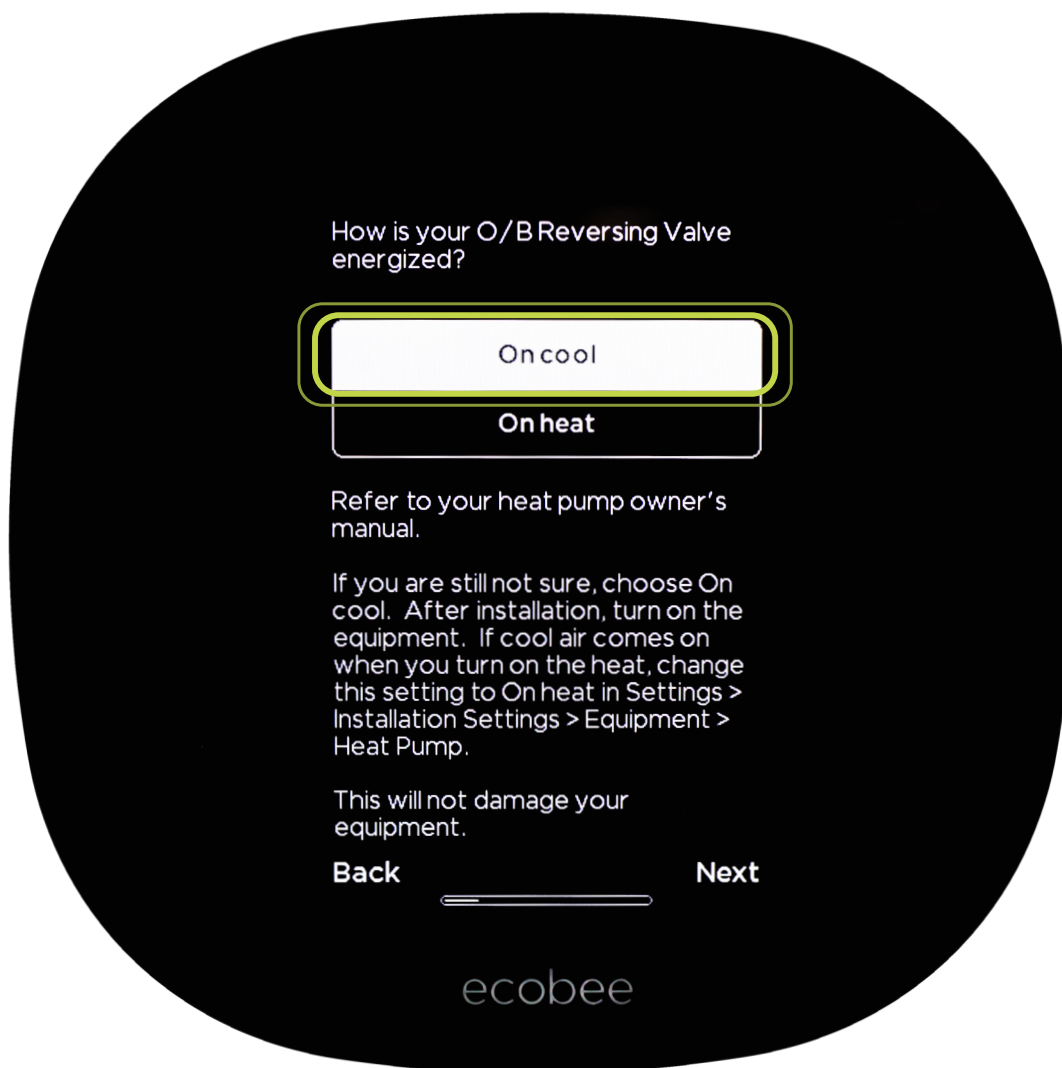 How is your O/B Reversing Valve
energized?
On cool
On heat
Refer to your heat pump owner's
manual.
If you are still not sure, choose On
cool. After installation, turn on the
equipment. If cool air comes on
when you turn on the heat, change
this setting to On heat in Settings >
Installation Settings > Equipment >
Heat Pump.
This will not damage your
equipment.
Back Next
ecobee